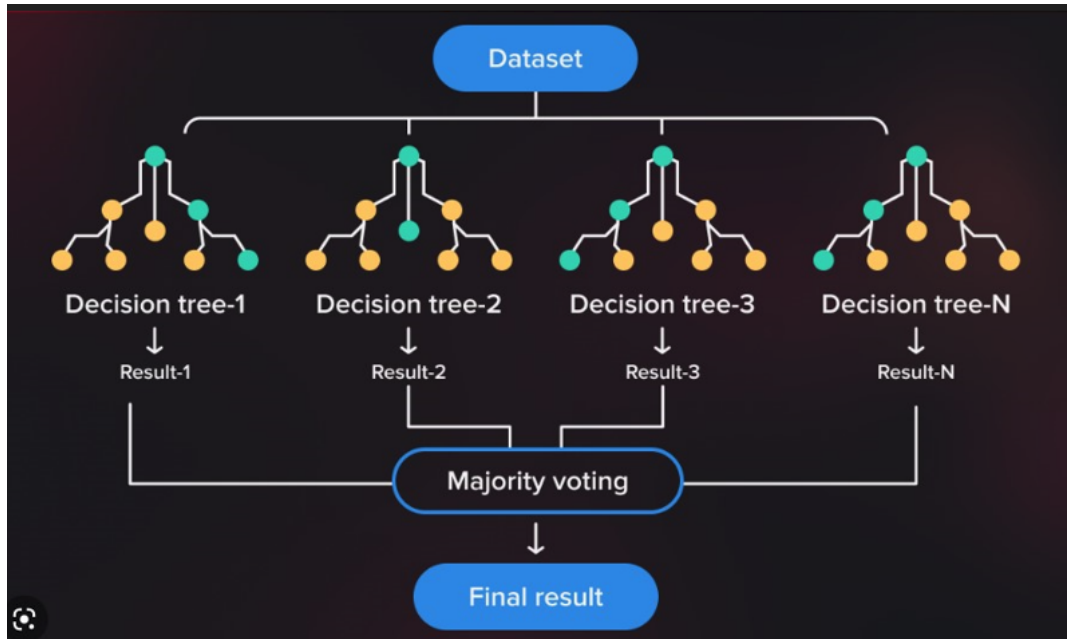 Dataset
Decision tree-1
Decision tree-2
Decision tree-3
Decision tree-N
Result-1
Result-2
Result-3
Result-N
Majority voting
Final result